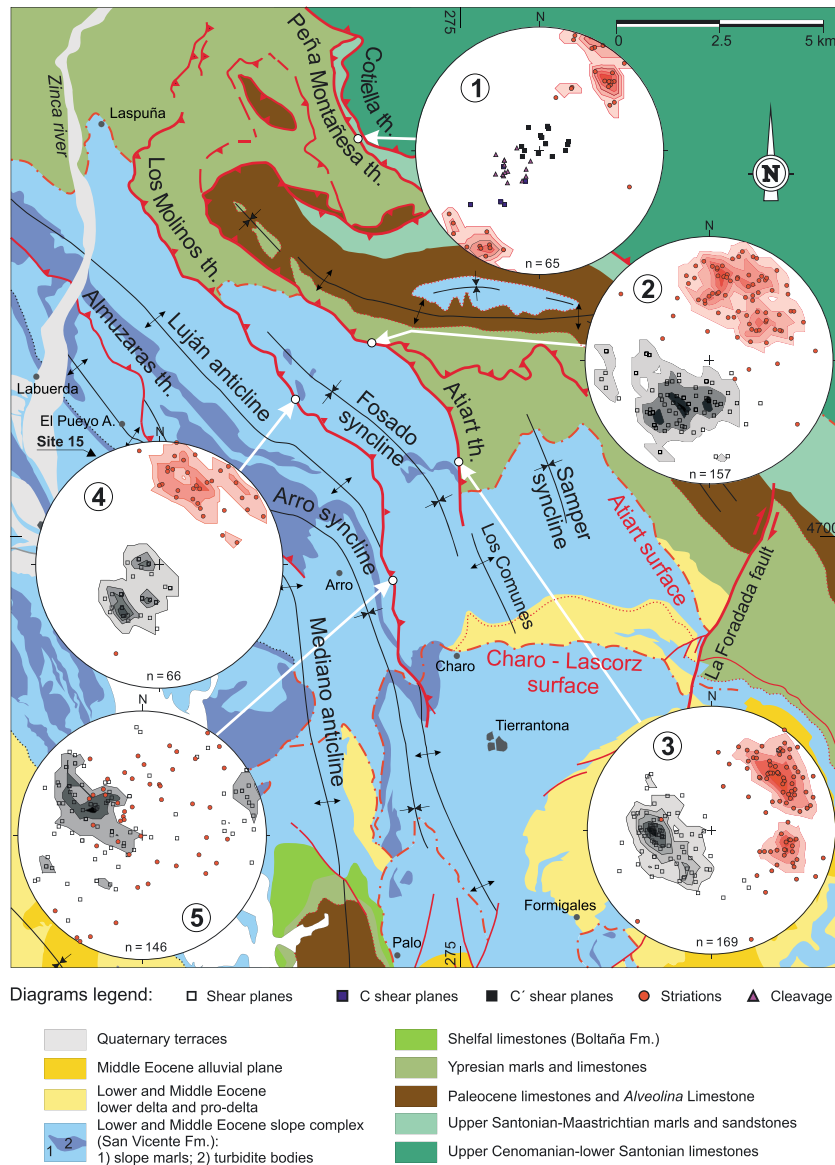 275
N
0
2.5
5 km
Zinca river
Laspuña
Peña Montañesa th.
Cotiella th.
1
n = 65
N
Los Molinos th.
N
2
n = 157
Almuzaras th.
Luján anticline
Labuerda
El Pueyo A.
Site 15
Fosado
syncline
Atiart th.
N
4
n = 66
Arro syncline
Samper
syncline
Atiart surface
4700
Los Comunes
Arro
La Foradada fault
Mediano anticline
Charo
Charo - Lascorz
surface
Tierrantona
N
5
n = 146
N
3
n = 169
Formigales
Palo
275
Diagrams legend:
Shear planes
C shear planes
C´ shear planes
Striations
Cleavage
Quaternary terraces
Middle Eocene alluvial plane
Lower and Middle Eocene
lower delta and pro-delta
1
2
Lower and Middle Eocene slope complex
(San Vicente Fm.):
1) slope marls; 2) turbidite bodies
Shelfal limestones (Boltaña Fm.)
Ypresian marls and limestones
Paleocene limestones and Alveolina Limestone
Upper Santonian-Maastrichtian marls and sandstones
Upper Cenomanian-lower Santonian limestones